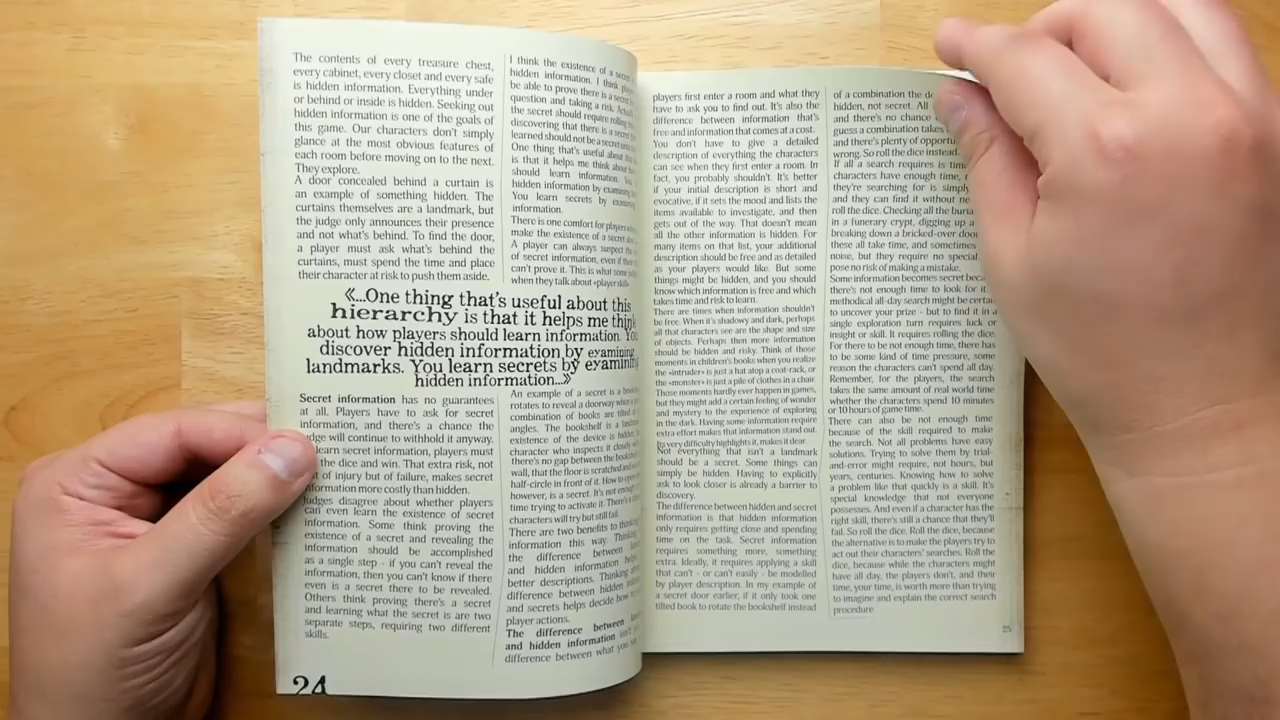 The contents of every treasure chest,
every cabinet, every closet and every safe
is hidden information. Everything under
or behind or inside is hidden. Seeking out
hidden information is one of the goals of
this game. Our characters don't simply
glance at the most obvious features of
each room before moving on to the next.
They explore.
A door concealed behind a curtain is
an example of something hidden. The
curtains themselves are a landmark, but
the judge only announces their presence
and not what's behind. To find the door,
a player must ask what's behind the
curtains, must spend the time and place
their character at risk to push them aside.
I think the existence of a secret
hidden information. I think
be able to prove there is a
question and taking a risk.
the secret should require rolling
discovering that there is a secret
learned should not be a secret
One thing that's useful about
is that it helps me think about
should learn information. You
hidden information by examining
You learn secrets by examining
information.
There is one comfort for players
make the existence of a secret
A player can always suspect
of secret information, even if
can't prove it. This is what
when they talk about «player skill»
«...One thing that's useful about this
hierarchy is that it helps me think
about how players should learn information. You
discover hidden information by examining
landmarks. You learn secrets by examining
hidden information...»
Secret information has no guarantees
at all. Players have to ask for secret
information, and there's a chance the
will continue to withhold it anyway.
learn secret information, players must
the dice and win. That extra risk, not
of injury but of failure, makes secret
information more costly than hidden.
Judges disagree about whether players
can even learn the existence of secret
information. Some think proving the
existence of a secret and revealing the
information should be accomplished
as a single step - if you can't reveal the
information, then you can't know if there
even is a secret there to be revealed.
Others think proving there's a secret
and learning what the secret is are two
separate steps, requiring two different
skills.
An example of a secret is a
rotates to reveal a doorway when a
combination of books are tilted at
angles. The bookshelf is a
existence of the device is hidden.
character who inspects it closely
there's no gap between the
wall, that the floor is scratched
half-circle in front of it. How to
however, is a secret. It's not enough
time trying to activate it. There's a
characters will try but still fail.
There are two benefits to thinking
information this way. Thinking
the difference between
and hidden information helps
better descriptions. Thinking
difference between hidden
and secrets helps decide how to
player actions.
The difference between
and hidden information isn't
difference between what you
24
players first enter a room and what they
have to ask you to find out. It's also the
difference between information that's
free and information that comes at a cost.
You don't have to give a detailed
description of everything the characters
can see when they first enter a room. In
fact, you probably shouldn't. It's better
if your initial description is short and
evocative, if it sets the mood and lists the
items available to investigate, and then
gets out of the way. That doesn't mean
all the other information is hidden. For
many items on that list, your additional
description should be free and as detailed
as your players would like. But some
things might be hidden, and you should
know which information is free and which
takes time and risk to learn.
There are times when information shouldn't
be free. When it's shadowy and dark, perhaps
all that characters see are the shape and size
of objects. Perhaps then more information
should be hidden and risky. Think of those
moments in children's books when you realize
the «intruder» is just a hat atop a coat-rack, or
the «monster» is just a pile of clothes in a chair.
Those moments hardly ever happen in games,
but they might add a certain feeling of wonder
and mystery to the experience of exploring
in the dark. Having some information require
extra effort makes that information stand out.
Its very difficulty highlights it, makes it dear.
Not everything that isn't a landmark
should be a secret. Some things can
simply be hidden. Having to explicitly
ask to look closer is already a barrier to
discovery.
The difference between hidden and secret
information is that hidden information
only requires getting close and spending
time on the task. Secret information
requires something more, something
extra. Ideally, it requires applying a skill
that can't - or can't easily - be modelled
by player description. In my example of
a secret door earlier, if it only took one
tilted book to rotate the bookshelf instead
of a combination the
hidden, not secret. All
and there's no chance
guess a combination takes
and there's plenty of
wrong. So roll the dice instead.
If all a search requires is time
characters have enough time,
they're searching for is simply
and they can find it without
roll the dice. Checking all the
in a funerary crypt, digging up a
breaking down a bricked-over door
these all take time, and sometimes
noise, but they require no special
pose no risk of making a mistake.
Some information becomes secret because
there's not enough time to look for it.
methodical all-day search might be certain
to uncover your prize - but to find it in a
single exploration turn requires luck or
insight or skill. It requires rolling the dice.
For there to be not enough time, there has
to be some kind of time pressure, some
reason the characters can't spend all day.
Remember, for the players, the search
takes the same amount of real world time
whether the characters spend 10 minutes
or 10 hours of game time.
There can also be not enough time
because of the skill required to make
the search. Not all problems have easy
solutions. Trying to solve them by trial-
and-error might require, not hours, but
years, centuries. Knowing how to solve
a problem like that quickly is a skill. It's
special knowledge that not everyone
possesses. And even if a character has the
right skill, there's still a chance that they'll
fail. So roll the dice. Roll the dice, because
the alternative is to make the players try to
act out their characters' searches. Roll the
dice, because while the characters might
have all day, the players don't, and their
time, your time, is worth more than trying
to imagine and explain the correct search
procedure.
25